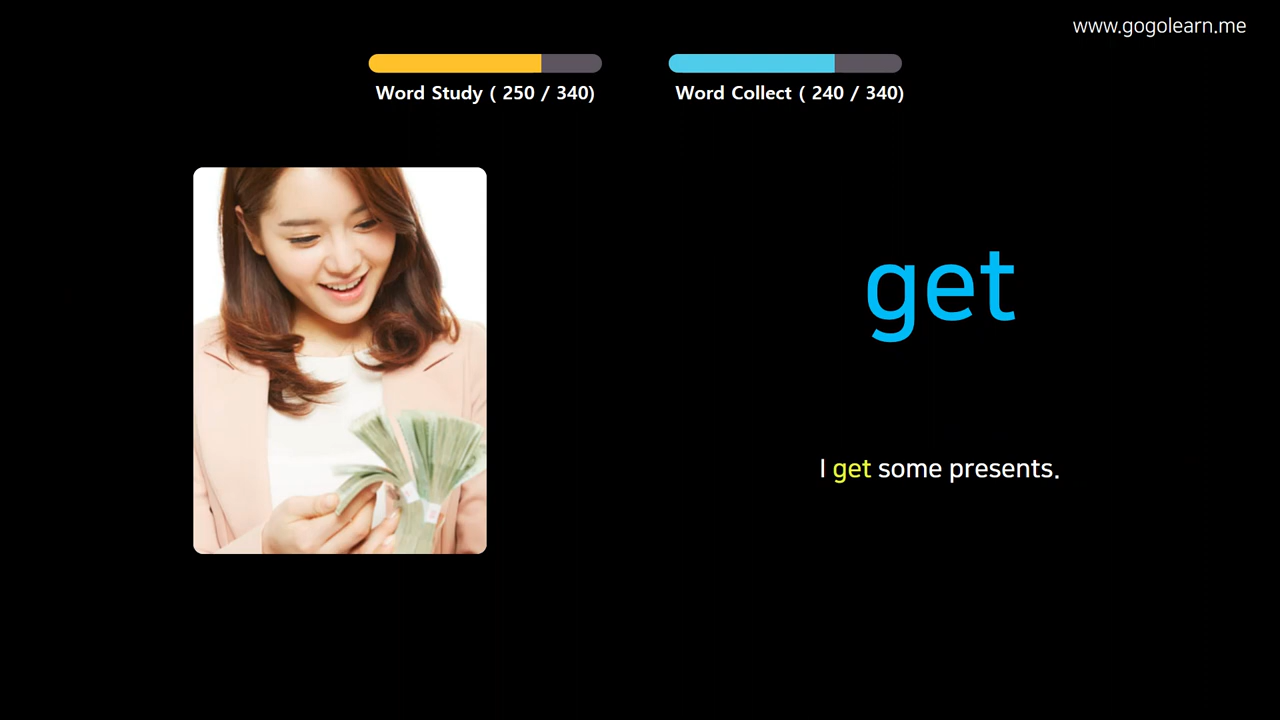 www.gogolearn.me
Word Study ( 250 / 340)
Word Collect ( 240 / 340)
get
I get some presents.